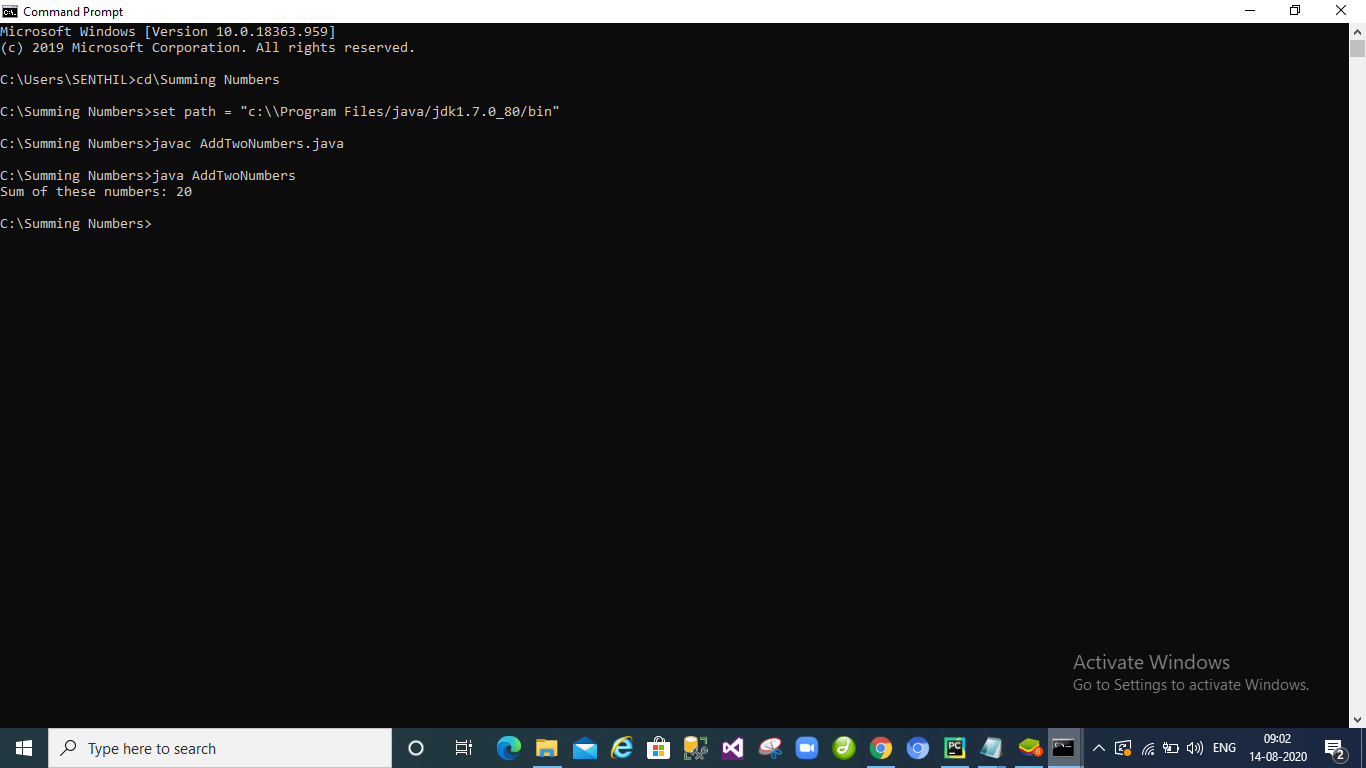 Command Prompt
Microsoft Windows [Version 10.0.18363.959]
(c) 2019 Microsoft Corporation. All rights reserved.
C:\Users\SENTHIL>cd\Summing Numbers
C:\Summing Numbers>set path = "c:\\Program Files/java/jdk1.7.0_80/bin"
C:\Summing Numbers>javac AddTwoNumbers.java
C:\Summing Numbers>java AddTwoNumbers
Sum of these numbers: 20
C:\Summing Numbers>
Activate Windows
Go to Settings to activate Windows.
Type here to search
ENG
09:02
14-08-2020
2